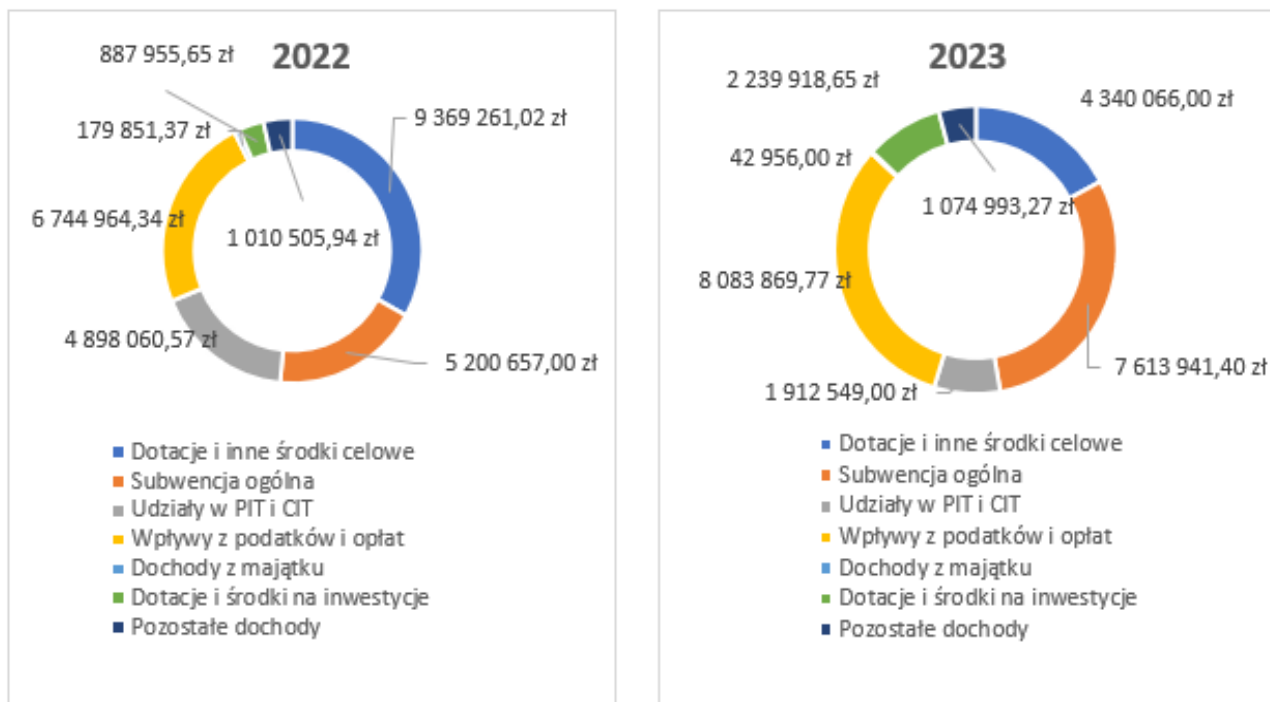 2022
887 955,65 zł
9 369 261,02 zł
179 851,37 zł
6 744 964,34 zł
1 010 505,94 zł
4 898 060,57 zł
5 200 657,00 zł
Dotacje i inne środki celowe
Subwencja ogólna
Udziały w PIT i CIT
Wpływy z podatków i opłat
Dochody z majątku
Dotacje i środki na inwestycje
Pozostałe dochody
2023
2 239 918,65 zł
4 340 066,00 zł
42 956,00 zł
1 074 993,27 zł
8 083 869,77 zł
7 613 941,40 zł
1 912 549,00 zł
Dotacje i inne środki celowe
Subwencja ogólna
Udziały w PIT i CIT
Wpływy z podatków i opłat
Dochody z majątku
Dotacje i środki na inwestycje
Pozostałe dochody